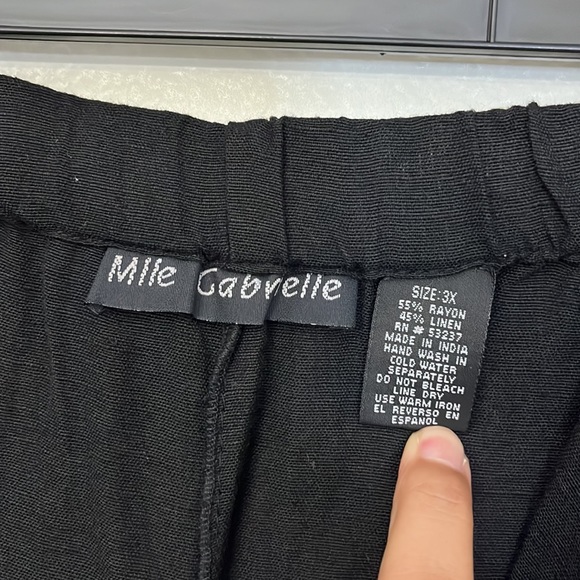 Mlle Gabrielle
SIZE:3X
55% RAYON
45% LINEN
RN # 53237
MADE IN INDIA
HAND WASH IN
COLD WATER
SEPARATELY
DO NOT BLEACH
LINE DRY
USE WARM IRON
EL REVERSO EN
ESPANOL